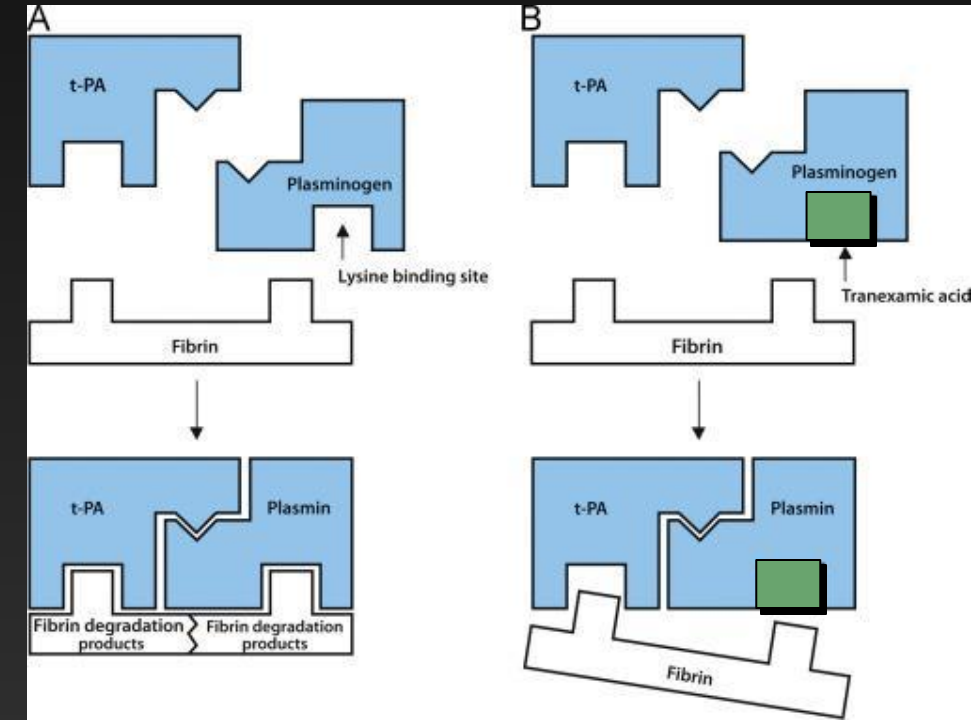 A
t-PA
Plasminogen
Lysine binding site
Fibrin
t-PA
Plasmin
Fibrin degradation
products
Fibrin degradation
products
B
t-PA
Plasminogen
Tranexamic acid
Fibrin
t-PA
Plasmin
Fibrin